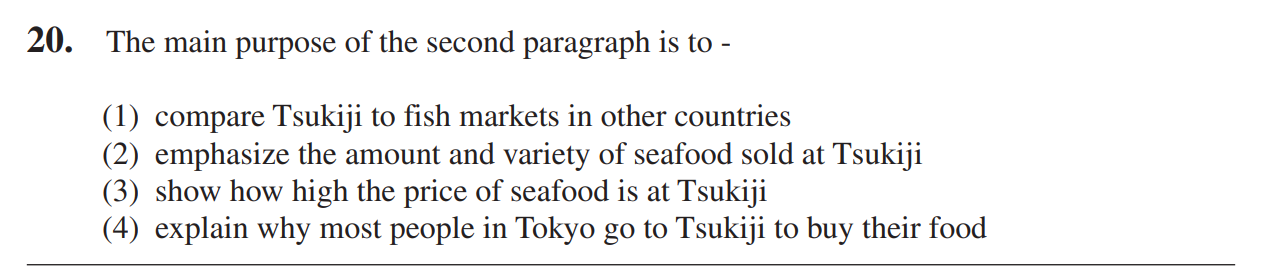 20. The main purpose of the second paragraph is to -
(1) compare Tsukiji to fish markets in other countries
(2) emphasize the amount and variety of seafood sold at Tsukiji
(3) show how high the price of seafood is at Tsukiji
(4) explain why most people in Tokyo go to Tsukiji to buy their food